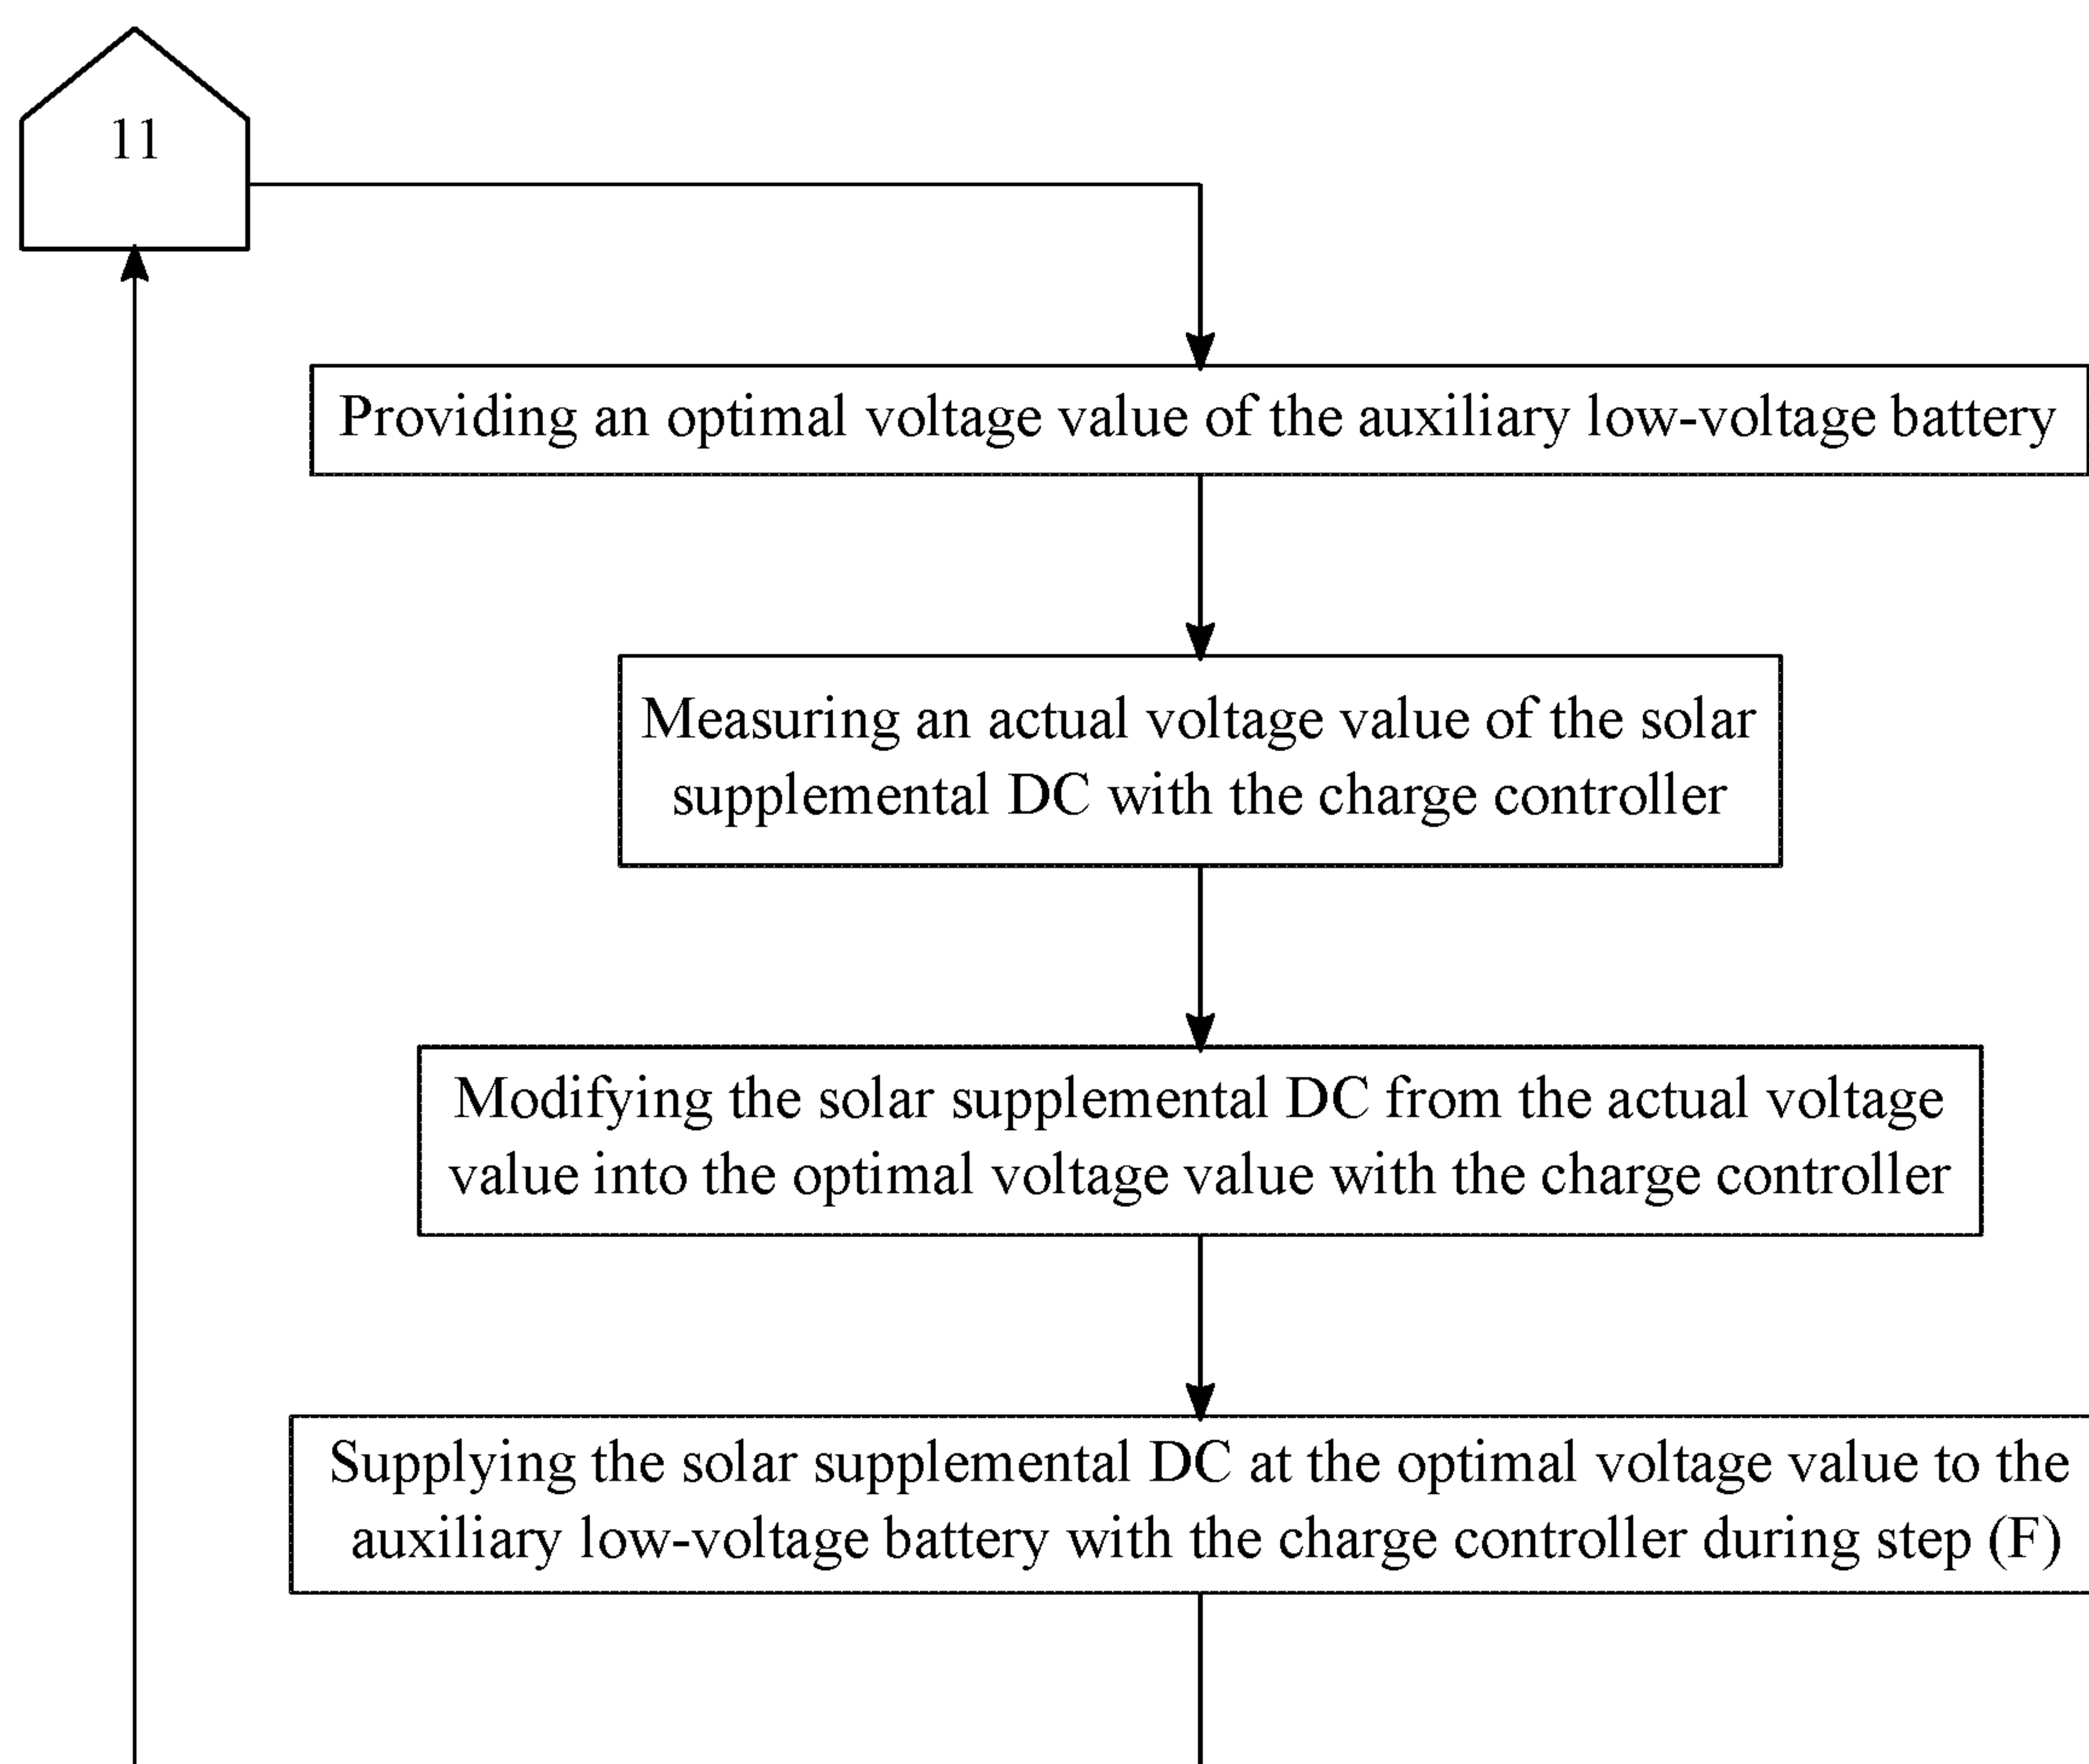 11
Providing an optimal voltage value of the auxiliary low-voltage battery
Measuring an actual voltage value of the solar
supplemental DC with the charge controller
Modifying the solar supplemental DC from the actual voltage
value into the optimal voltage value with the charge controller
Supplying the solar supplemental DC at the optimal voltage value to the
auxiliary low-voltage battery with the charge controller during step (F)